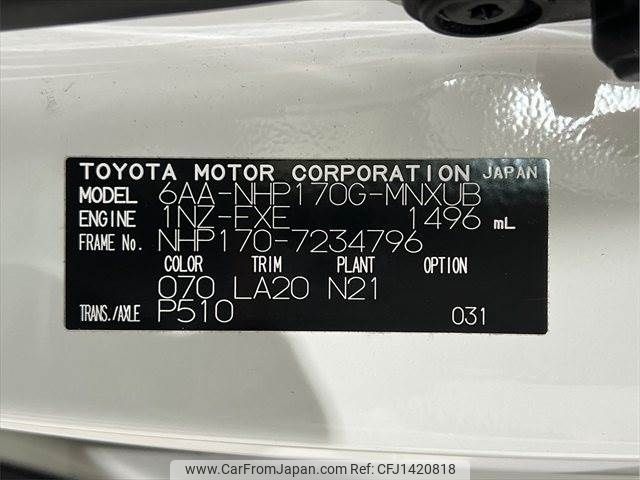 TOYOTA MOTOR CORPORATION JAPAN
MODEL 6AA-NHP170G-MNXUB
ENGINE 1NZ-FXE 1496 mL
FRAME No. NHP170-7234796
COLOR TRIM PLANT OPTION
070 LA20 N21
TRANS./AXLE P510 031
www.CarFromJapan.com CFJ1420818